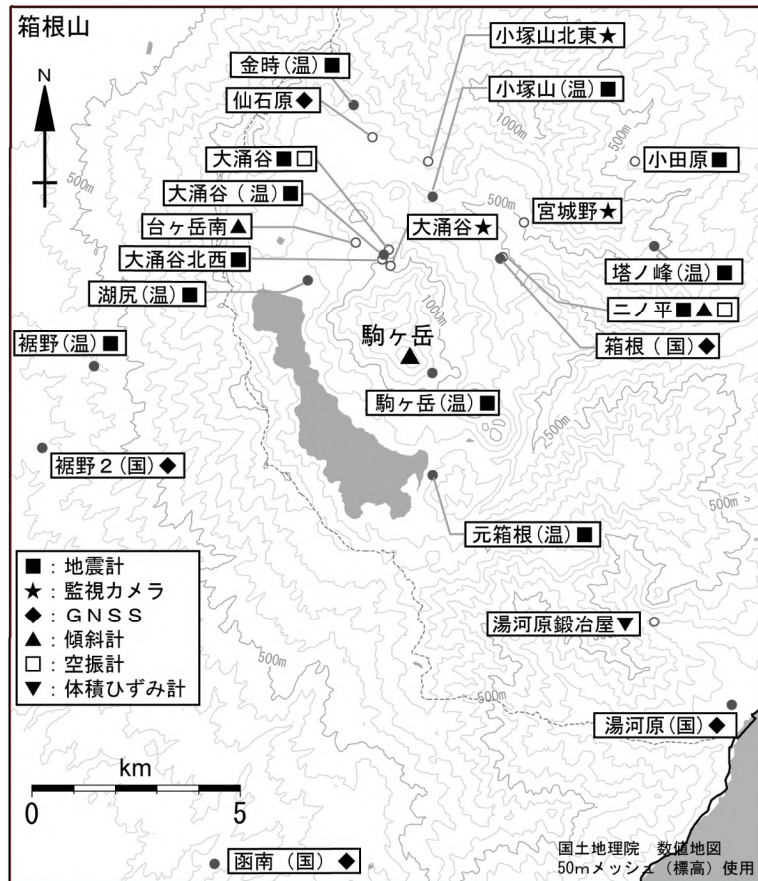 箱根山
小塚山北東★
金時(温)■
小塚山(温)■
N
仙石原◆
1000m
500m
大涌谷■□
小田原■
500m
大涌谷(温)■
500m
宮城野★
台ヶ岳南▲
大涌谷★
大涌谷北西■
塔ノ峰(温)■
湖尻(温)■
二ノ平■▲□
1000m
駒ヶ岳
箱根(国)◆
裾野(温)■
駒ヶ岳(温)■
500m
裾野2(国)◆
500m
元箱根(温)■
■:地震計
★:監視カメラ
◆:GNSS
▲:傾斜計
□:空振計
▼:体積ひずみ計
湯河原鍛冶屋▼
500m
500m
湯河原(国)◆
km
0 5
函南(国)◆
国土地理院 数値地図
50mメッシュ(標高)使用